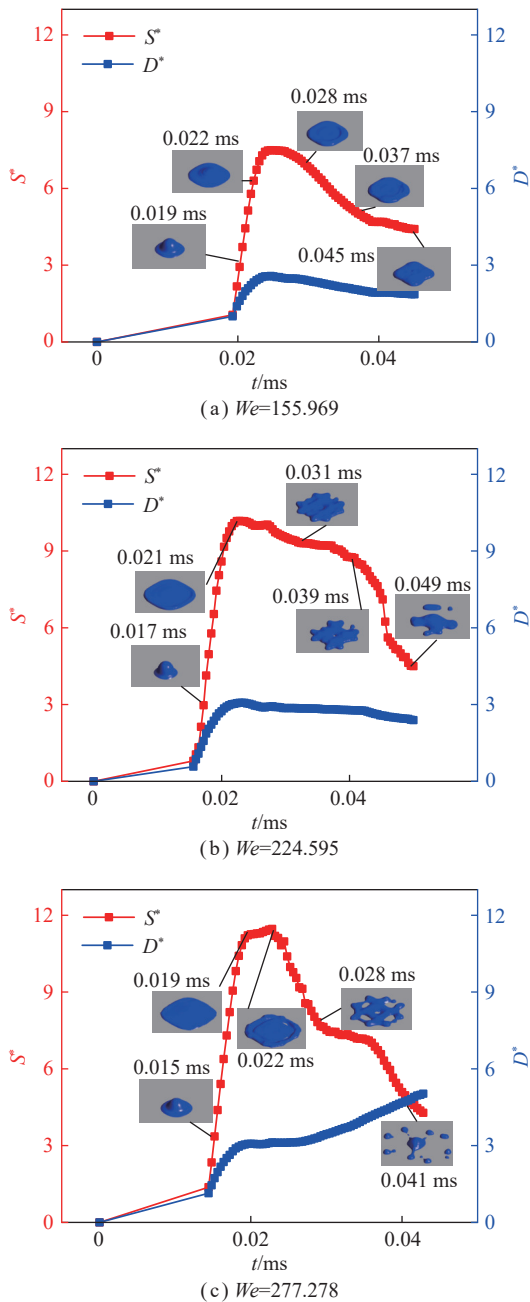 12
S*
12
D*
9
0.028 ms
9
0.022 ms
0.037 ms
S*
6
6
D*
0.019 ms
3
0.045 ms
3
0
0
0
0.02
0.04
t/ms
(a) We=155.969
12
S*
0.031 ms
12
D*
9
0.021 ms
9
0.039 ms
0.049 ms
S*
6
0.017 ms
6
D*
3
3
0
0
0
0.02
0.04
t/ms
(b) We=224.595
12
S*
12
D*
9
0.019 ms
0.028 ms
9
0.022 ms
S*
6
0.015 ms
6
D*
3
3
0.041 ms
0
0
0
0.02
0.04
t/ms
(c) We=277.278